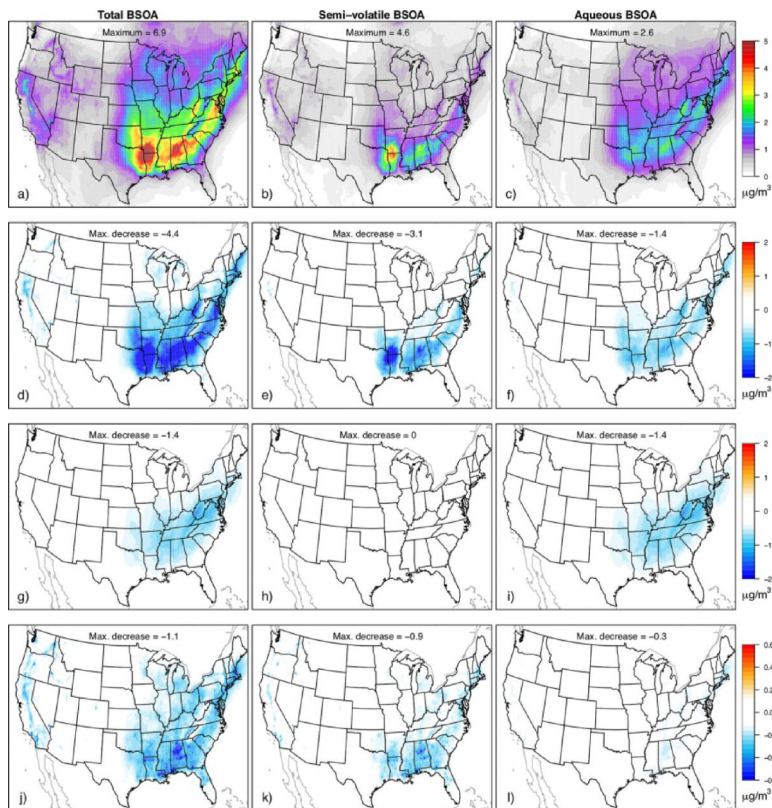 Total BSOA
Semi-volatile BSOA
Aqueous BSOA
Maximum = 6.9
Maximum = 4.6
Maximum = 2.6
a)
b)
c)
5
4
3
2
1
0
μg/m³
Max. decrease = −4.4
Max. decrease = −3.1
Max. decrease = −1.4
d)
e)
f)
2
1
0
−1
−2
μg/m³
Max. decrease = −1.4
Max. decrease = 0
Max. decrease = −1.4
g)
h)
i)
2
1
0
−1
−2
μg/m³
Max. decrease = −1.1
Max. decrease = −0.9
Max. decrease = −0.3
j)
k)
l)
μg/m³